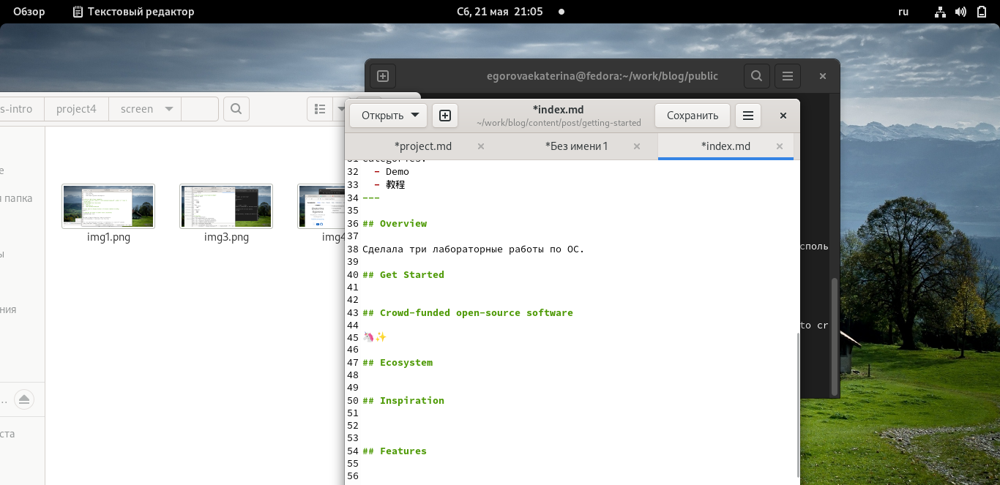 Обзор
Текстовый редактор
Сб, 21 мая 21:05
ru
egorovaekaterina@fedora:~/work/blog/public
s-intro
project4
screen
Открыть
*index.md
~/work/blog/content/post/getting-started
Сохранить
*project.md
*Без имени 1
*index.md
31 categories:
32 - Demo
33 - 教程
34 ---
35
36 ## Overview
37
38 Сделала три лабораторные работы по ОС.
39
40 ## Get Started
41
42
43 ## Crowd-funded open-source software
44
45 🦄✨
46
47 ## Ecosystem
48
49
50 ## Inspiration
51
52
53
54 ## Features
55
56
img1.png
img3.png
img4
е
папка
ы
ния
...
ста
споль
to cr